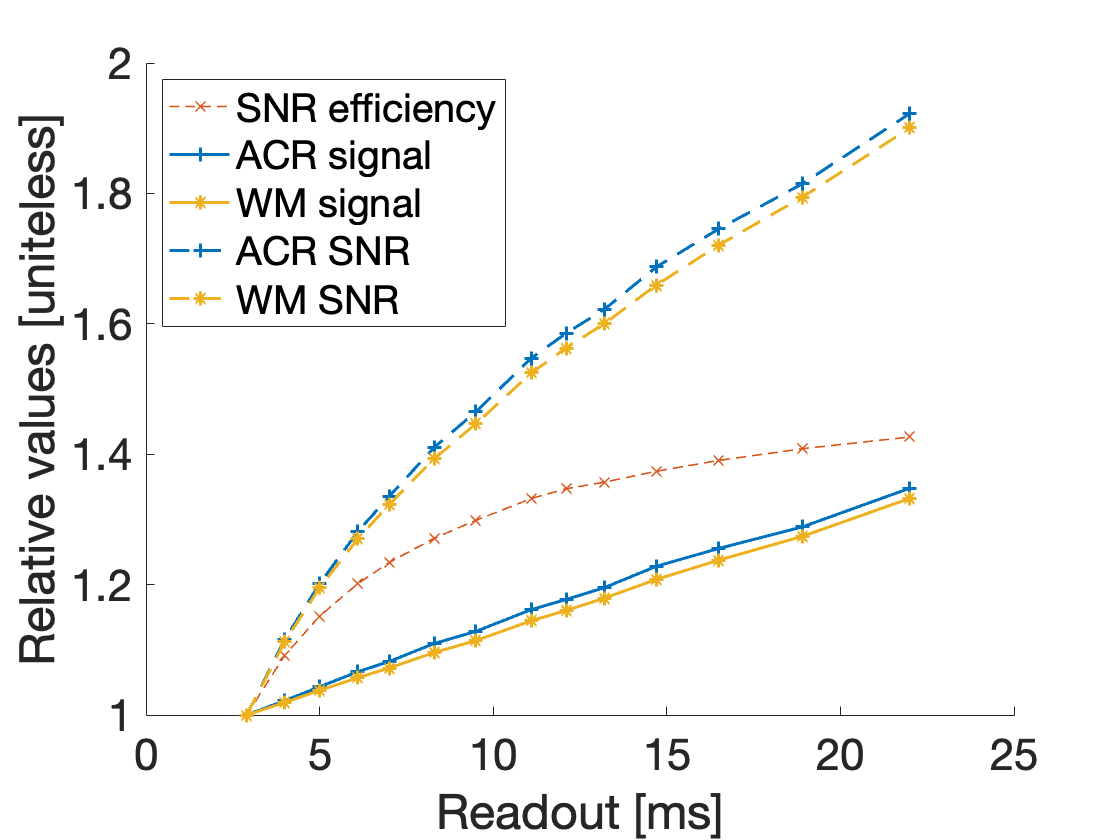 2
1.8
1.6
1.4
1.2
1
Relative values [uniteless]
SNR efficiency
ACR signal
WM signal
ACR SNR
WM SNR
0 5 10 15 20 25
Readout [ms]